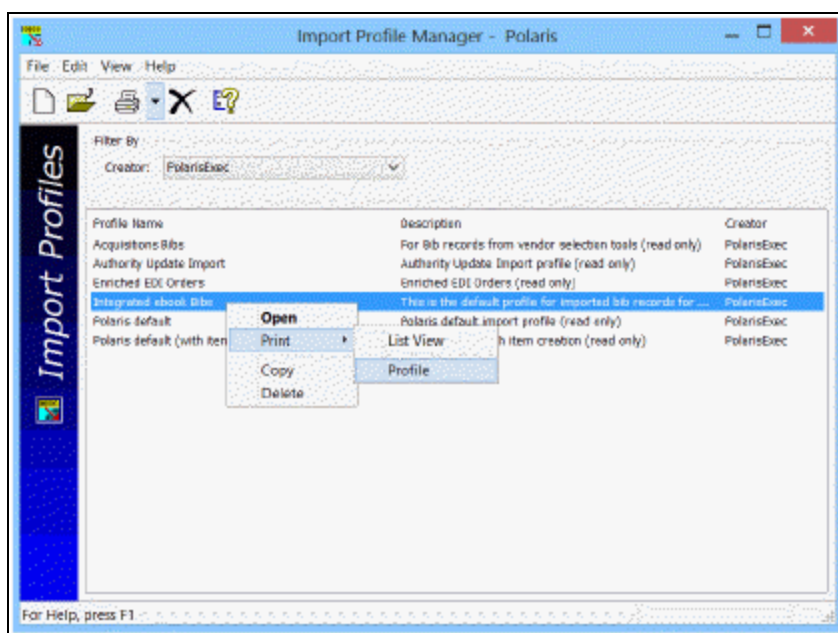 Import Profile Manager - Polaris
File Edit View Help
Import Profiles
Filter By
Creator: PolarisExec
Profile Name Description Creator
Acquisitions Bibs For Bib records from vendor selection tools (read only) PolarisExec
Authority Update Import Authority Update Import profile (read only) PolarisExec
Enriched EDI Orders Enriched EDI Orders (read only) PolarisExec
Integrated ebook Bibs This is the default profile for imported bib records for ... PolarisExec
Polaris default Polaris default import profile (read only) PolarisExec
Polaris default (with iten h item creation (read only) PolarisExec
Open
Print List View
Copy Profile
Delete
For Help, press F1